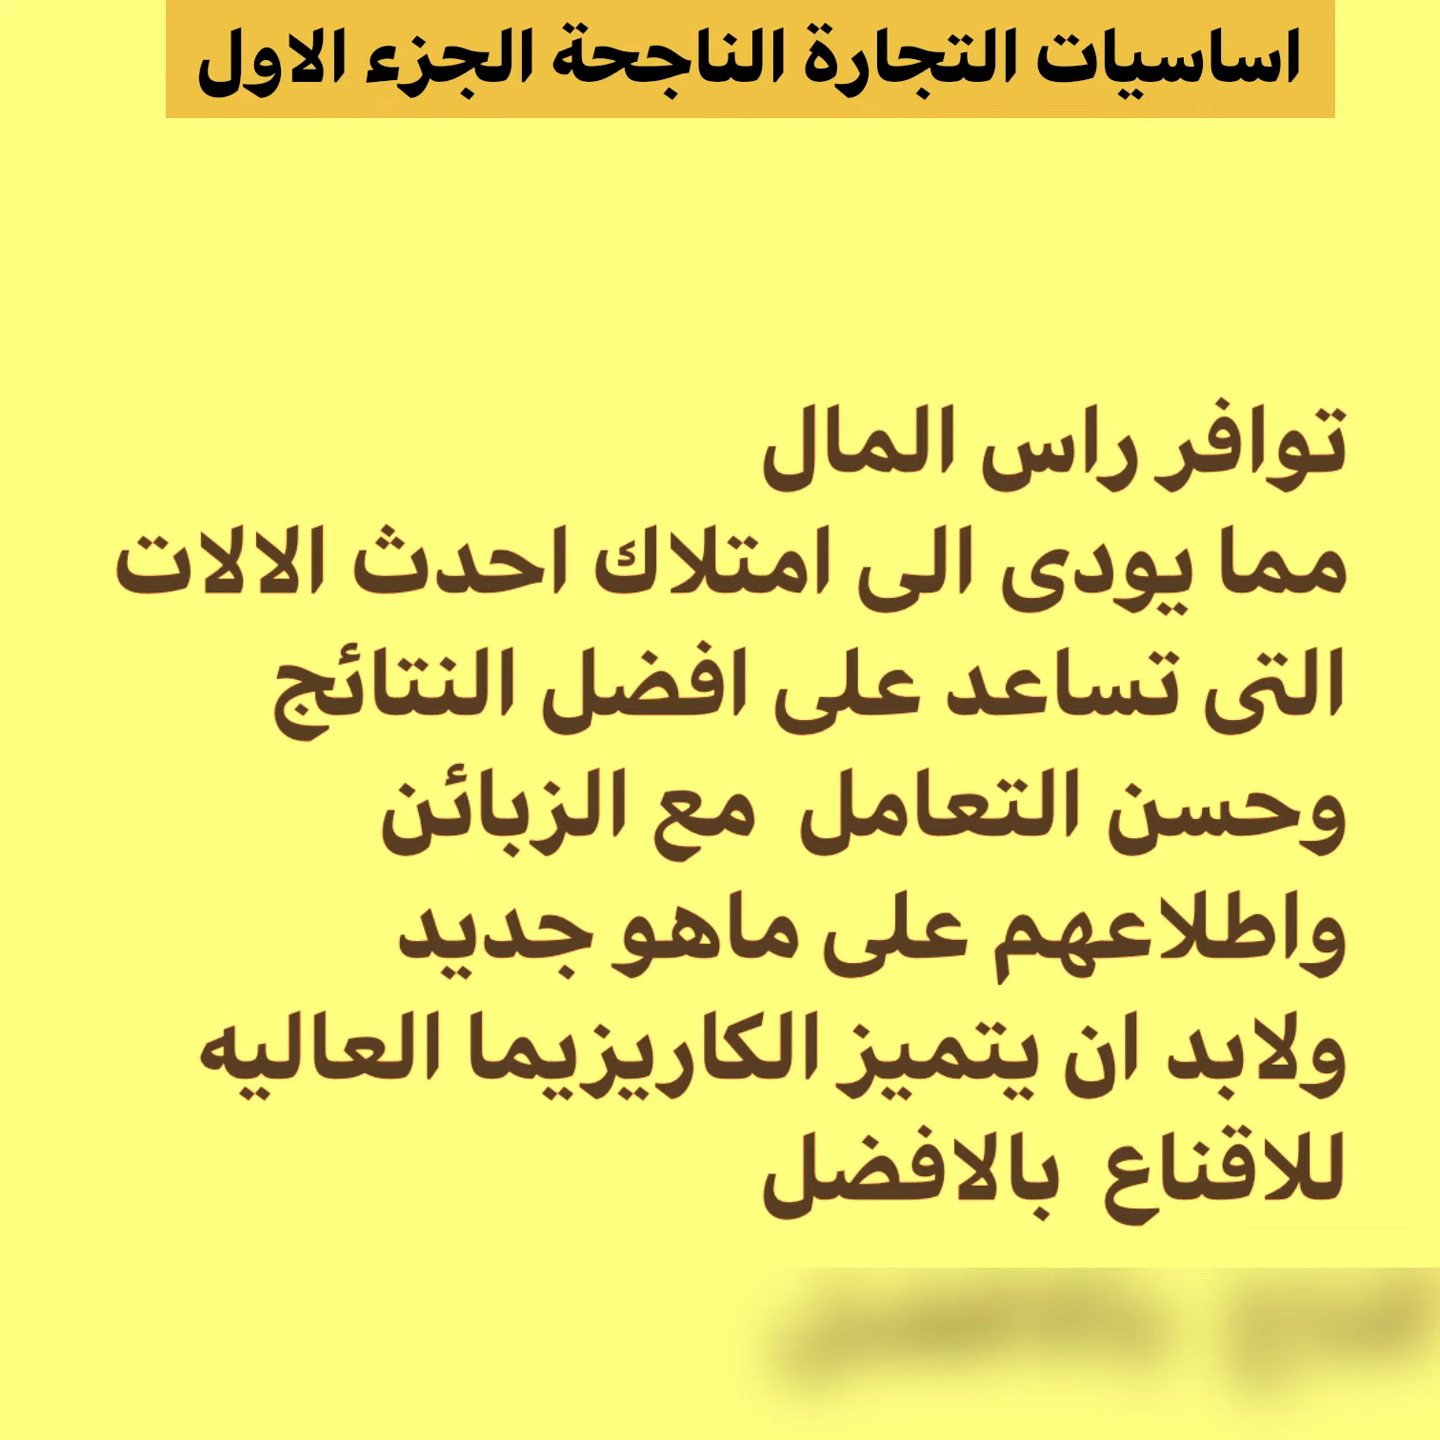 اساسيات التجارة الناجحة الجزء الاول
توافر راس المال
مما يودى الى امتلاك احدث الالات
التى تساعد على افضل النتائج
وحسن التعامل مع الزبائن
واطلاعهم على ماهو جديد
ولابد ان يتميز الكاريزيما العاليه
للاقناع بالافضل